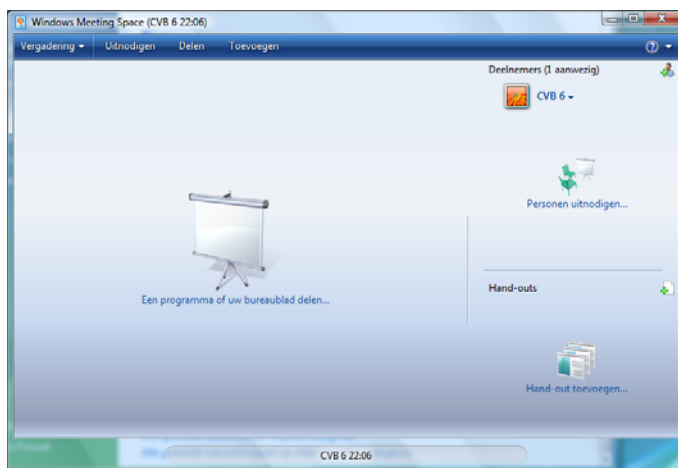 Windows Meeting Space (CVB 6 22:06)
Vergadering Uitnodigen Delen Toevoegen
Deelnemers (1 aanwezig)
CVB 6
Personen uitnodigen...
Een programma of uw bureaublad delen...
Hand-outs
Hand-out toevoegen...
CVB 6 22:06